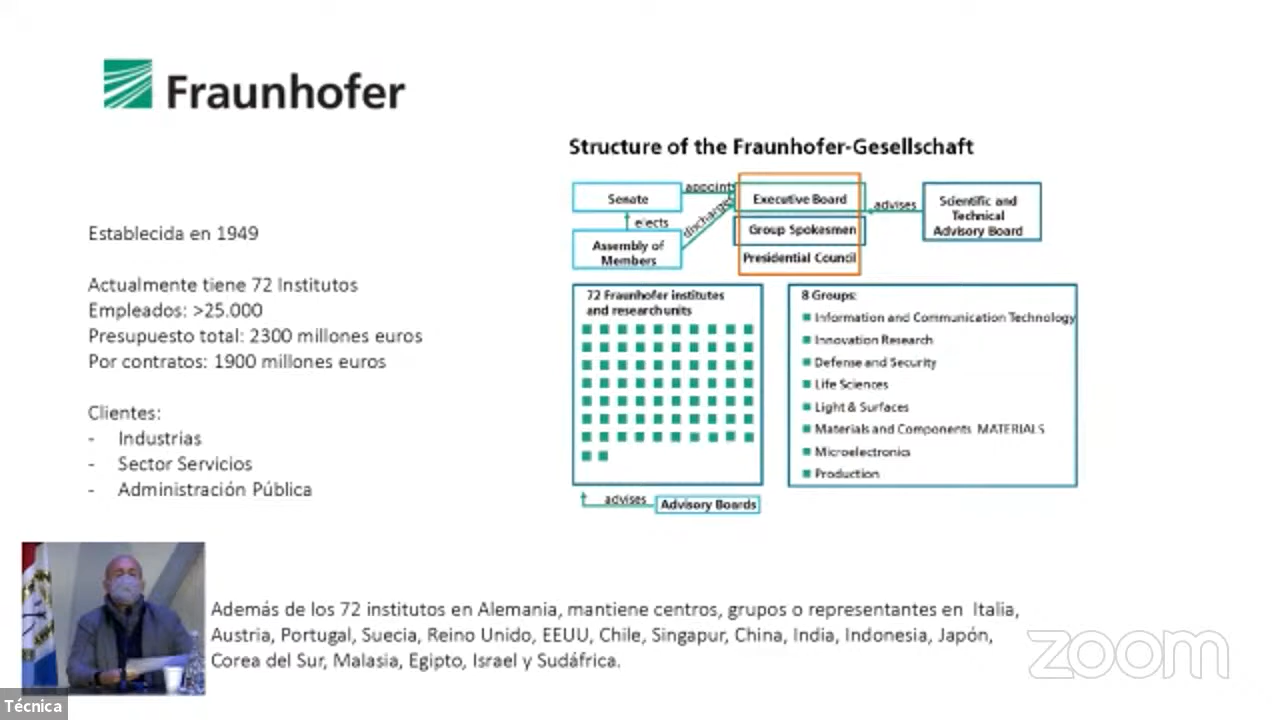 Fraunhofer
Structure of the Fraunhofer-Gesellschaft
Senate
appoints
Executive Board
advises
Scientific and
Technical
Advisory Board
elects
discharges
Group Spokesmen
Assembly of
Members
Presidential Council
Establecida en 1949
Actualmente tiene 72 Institutos
Empleados: >25.000
Presupuesto total: 2300 millones euros
Por contratos: 1900 millones euros
Clientes:
- Industrias
- Sector Servicios
- Administración Pública
72 Fraunhofer institutes
and research units
8 Groups:
Information and Communication Technology
Innovation Research
Defense and Security
Life Sciences
Light & Surfaces
Materials and Components MATERIALS
Microelectronics
Production
advises
Advisory Boards
Además de los 72 institutos en Alemania, mantiene centros, grupos o representantes en Italia,
Austria, Portugal, Suecia, Reino Unido, EEUU, Chile, Singapur, China, India, Indonesia, Japón,
Corea del Sur, Malasia, Egipto, Israel y Sudáfrica.
zoom
Técnica